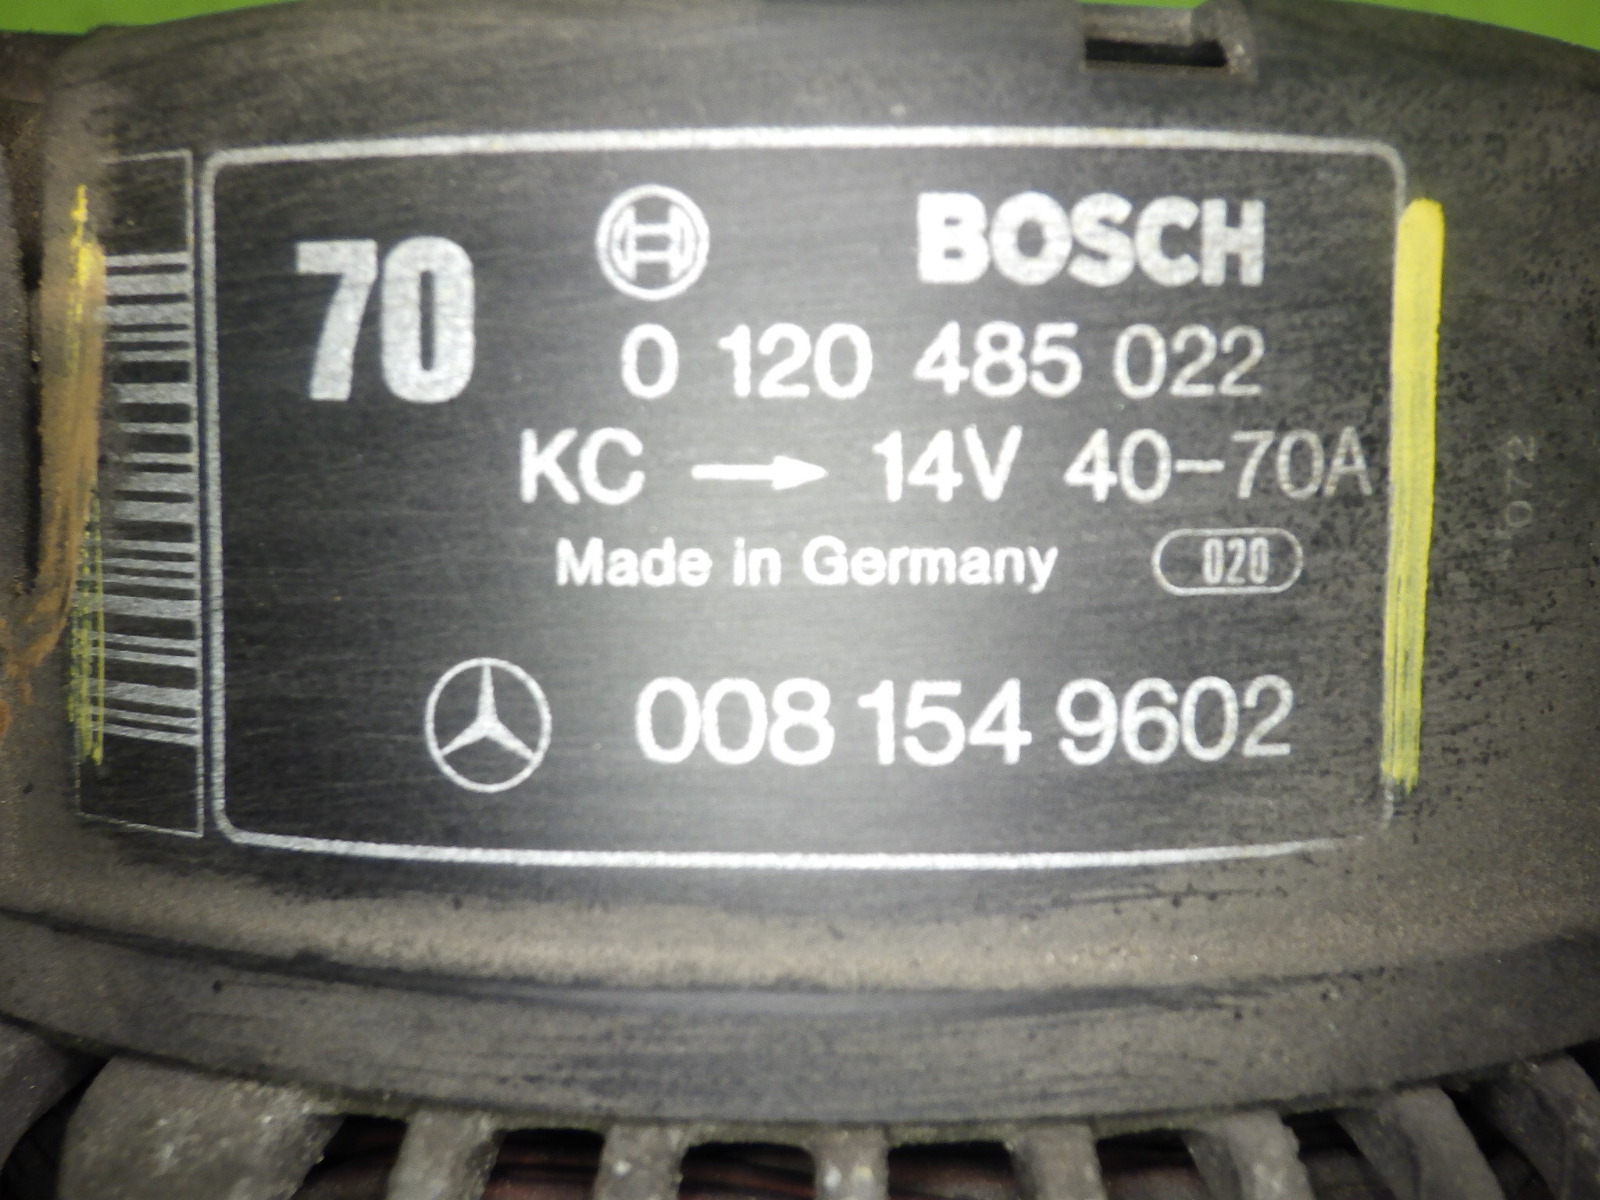 70 BOSCH
0 120 485 022
KC → 14V 40-70A
Made in Germany 020
008 154 9602